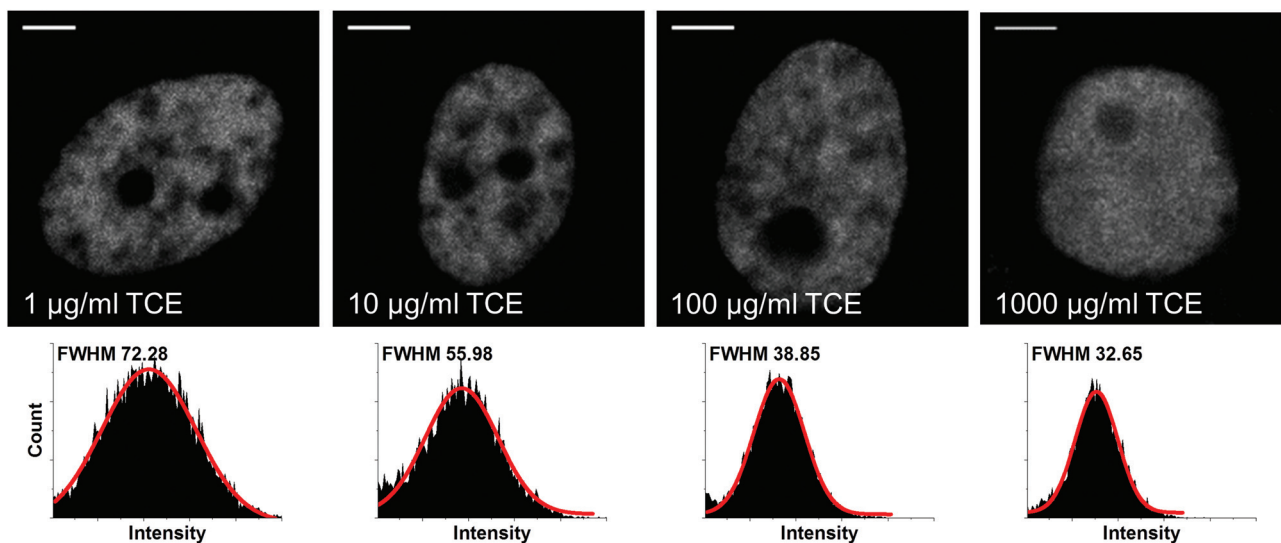 1 µg/ml TCE
10 µg/ml TCE
100 µg/ml TCE
1000 µg/ml TCE
FWHM 72.28
FWHM 55.98
FWHM 38.85
FWHM 32.65
Count
Intensity
Intensity
Intensity
Intensity